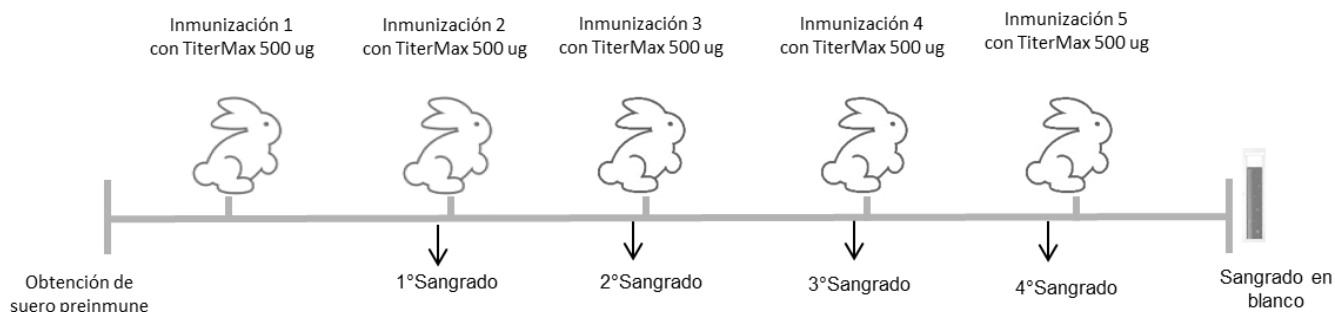 Inmunización 1
con TiterMax 500 ug
Inmunización 2
con TiterMax 500 ug
Inmunización 3
con TiterMax 500 ug
Inmunización 4
con TiterMax 500 ug
Inmunización 5
con TiterMax 500 ug
Obtención de
suero preinmune
1°Sangrado
2°Sangrado
3°Sangrado
4°Sangrado
Sangrado en
blanco